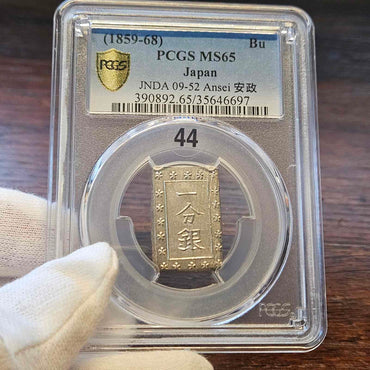 (1859-68) Bu
PCGS MS65
Japan
JNDA 09-52 Ansei 安政
390892.65/35646697
PCGS
44
一
分
銀
PCGS